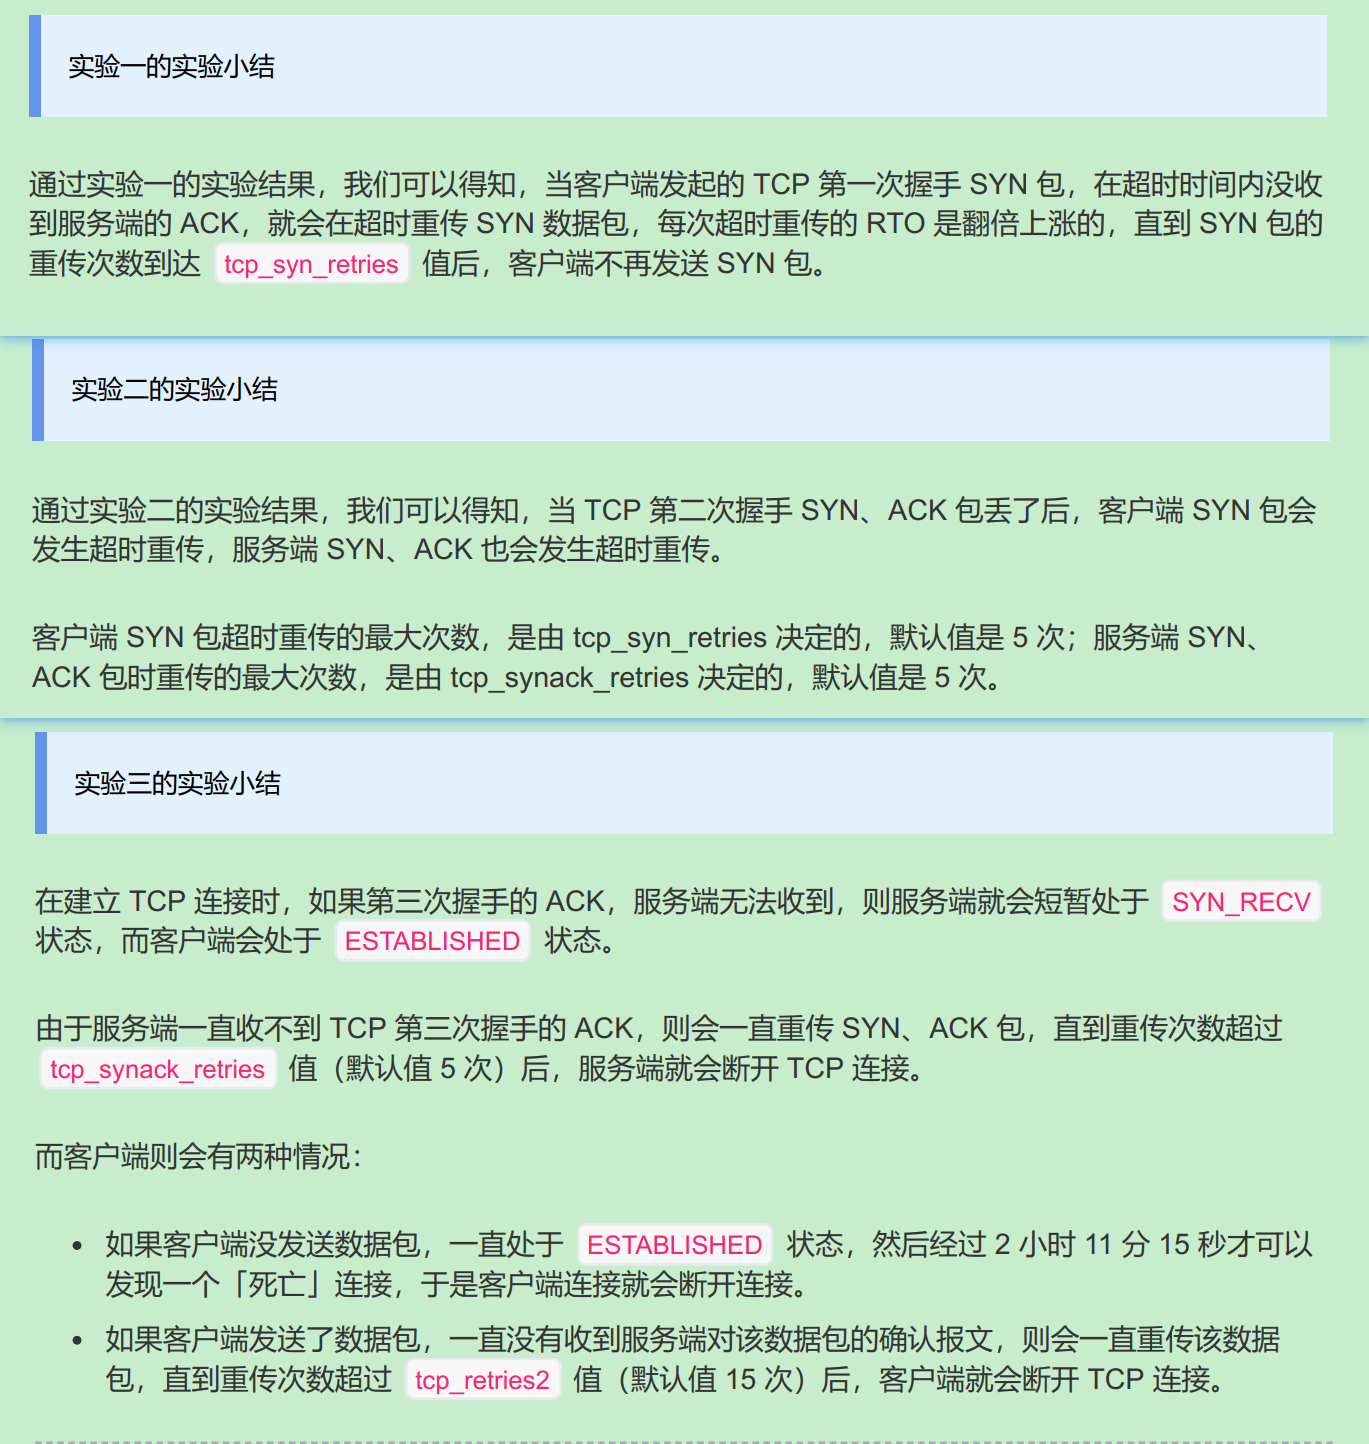 实验一的实验小结
通过实验一的实验结果，我们可以得知，当客户端发起的 TCP 第一次握手 SYN 包，在超时时间内没收
到服务端的 ACK，就会在超时重传 SYN 数据包，每次超时重传的 RTO 是翻倍上涨的，直到 SYN 包的
重传次数到达 tcp_syn_retries 值后，客户端不再发送 SYN 包。
实验二的实验小结
通过实验二的实验结果，我们可以得知，当 TCP 第二次握手 SYN、ACK 包丢了后，客户端 SYN 包会
发生超时重传，服务端 SYN、ACK 也会发生超时重传。
客户端 SYN 包超时重传的最大次数，是由 tcp_syn_retries 决定的，默认值是 5 次；服务端 SYN、
ACK 包时重传的最大次数，是由 tcp_synack_retries 决定的，默认值是 5 次。
实验三的实验小结
在建立 TCP 连接时，如果第三次握手的 ACK，服务端无法收到，则服务端就会短暂处于 SYN_RECV
状态，而客户端会处于 ESTABLISHED 状态。
由于服务端一直收不到 TCP 第三次握手的 ACK，则会一直重传 SYN、ACK 包，直到重传次数超过
tcp_synack_retries 值（默认值 5 次）后，服务端就会断开 TCP 连接。
而客户端则会有两种情况：
• 如果客户端没发送数据包，一直处于 ESTABLISHED 状态，然后经过 2 小时 11 分 15 秒才可以
发现一个「死亡」连接，于是客户端连接就会断开连接。
• 如果客户端发送了数据包，一直没有收到服务端对该数据包的确认报文，则会一直重传该数据
包，直到重传次数超过 tcp_retries2 值（默认值 15 次）后，客户端就会断开 TCP 连接。